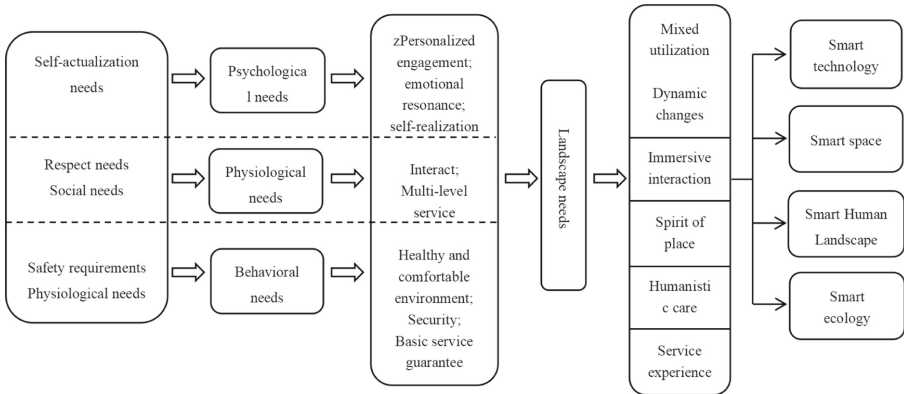 Self-actualization
needs
Respect needs
Social needs
Safety requirements
Physiological needs
Psychologica
l needs
Physiological
needs
Behavioral
needs
zPersonalized
engagement;
emotional
resonance;
self-realization
Interact;
Multi-level
service
Healthy and
comfortable
environment;
Security;
Basic service
guarantee
Landscape needs
Mixed
utilization
Dynamic
changes
Immersive
interaction
Spirit of
place
Humanisti
c care
Service
experience
Smart
technology
Smart space
Smart Human
Landscape
Smart
ecology